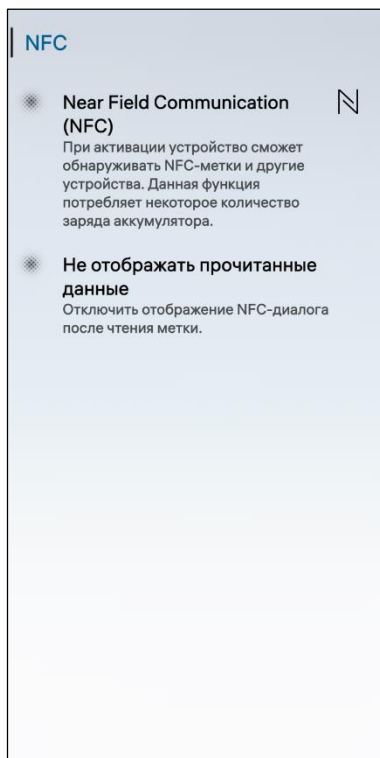 NFC
Near Field Communication
(NFC)
При активации устройство сможет
обнаруживать NFC-метки и другие
устройства. Данная функция
потребляет некоторое количество
заряда аккумулятора.
Не отображать прочитанные
данные
Отключить отображение NFC-диалога
после чтения метки.